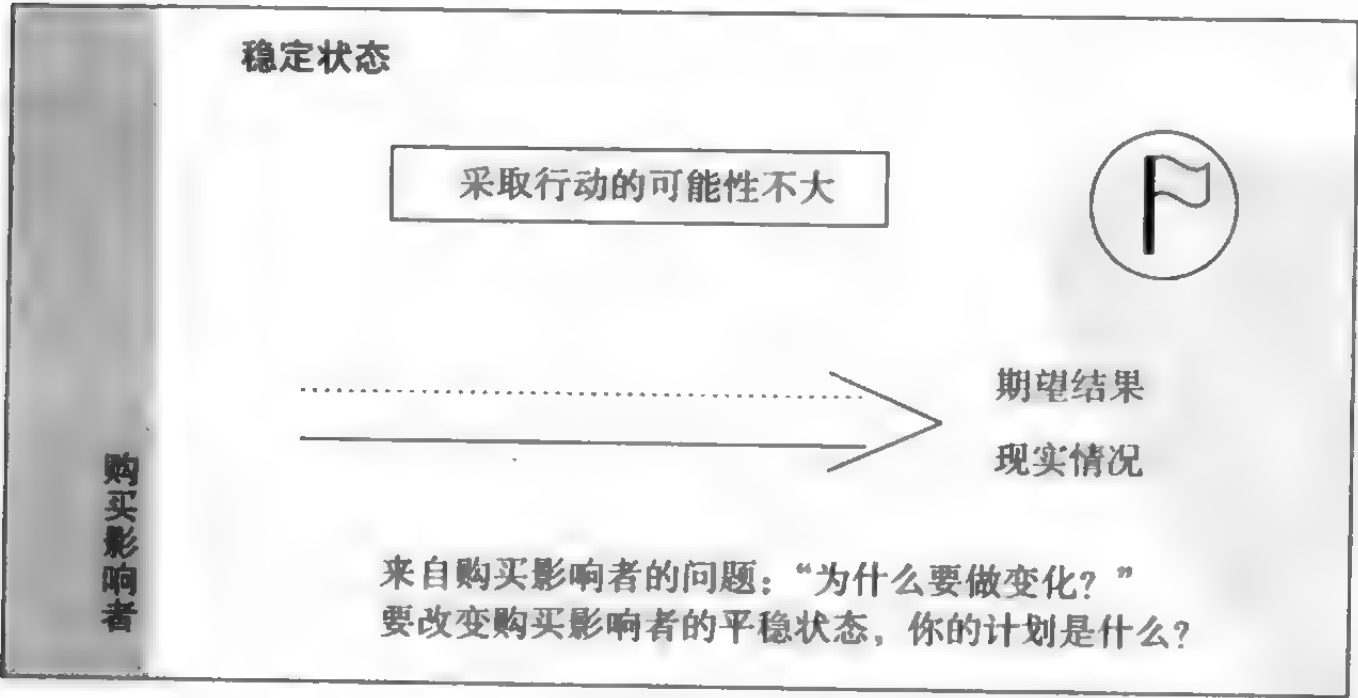 稳定状态
采取行动的可能性不大
期望结果
现实情况
购买影响者
来自购买影响者的问题：“为什么要做变化？”
要改变购买影响者的平稳状态，你的计划是什么？